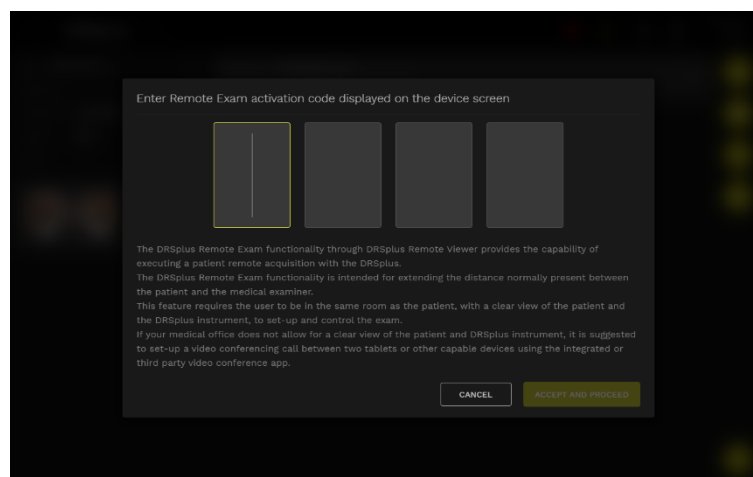 Enter Remote Exam activation code displayed on the device screen
The DRSplus Remote Exam functionality through DRSplus Remote Viewer provides the capability of
executing a patient remote acquisition with the DRSplus.
The DRSplus Remote Exam functionality is intended for extending the distance normally present between
the patient and the medical examiner.
This feature requires the user to be in the same room as the patient, with a clear view of the patient and
the DRSplus instrument, to set-up and control the exam.
If your medical office does not allow for a clear view of the patient and DRSplus instrument, it is suggested
to set-up a video conferencing call between two tablets or other capable devices using the integrated or
third party video conference app.
CANCEL
ACCEPT AND PROCEED